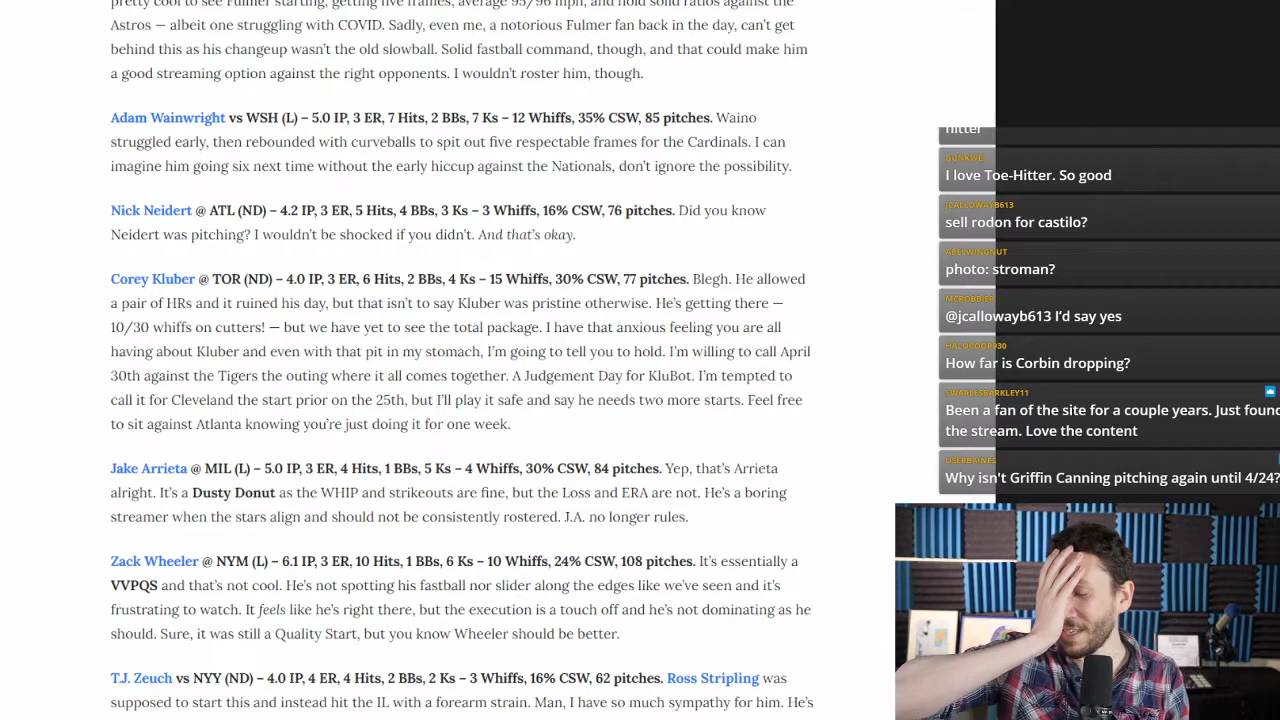 pretty cool to see Fulmer starting, getting five frames, average 95/96 mph, and hold solid ratios against the
Astros — albeit one struggling with COVID. Sadly, even me, a notorious Fulmer fan back in the day, can't get
behind this as his changeup wasn't the old slowball. Solid fastball command, though, and that could make him
a good streaming option against the right opponents. I wouldn't roster him, though.
Adam Wainwright vs WSH (L) – 5.0 IP, 3 ER, 7 Hits, 2 BBs, 7 Ks – 12 Whiffs, 35% CSW, 85 pitches. Waino
struggled early, then rebounded with curveballs to spit out five respectable frames for the Cardinals. I can
imagine him going six next time without the early hiccup against the Nationals, don't ignore the possibility.
Nick Neidert @ ATL (ND) – 4.2 IP, 3 ER, 5 Hits, 4 BBs, 3 Ks – 3 Whiffs, 16% CSW, 76 pitches. Did you know
Neidert was pitching? I wouldn't be shocked if you didn't. And that's okay.
Corey Kluber @ TOR (ND) – 4.0 IP, 3 ER, 6 Hits, 2 BBs, 4 Ks – 15 Whiffs, 30% CSW, 77 pitches. Blegh. He allowed
a pair of HRs and it ruined his day, but that isn't to say Kluber was pristine otherwise. He's getting there —
10/30 whiffs on cutters! — but we have yet to see the total package. I have that anxious feeling you are all
having about Kluber and even with that pit in my stomach, I'm going to tell you to hold. I'm willing to call April
30th against the Tigers the outing where it all comes together. A Judgement Day for KluBot. I'm tempted to
call it for Cleveland the start prior on the 25th, but I'll play it safe and say he needs two more starts. Feel free
to sit against Atlanta knowing you're just doing it for one week.
Jake Arrieta @ MIL (L) – 5.0 IP, 3 ER, 4 Hits, 1 BBs, 5 Ks – 4 Whiffs, 30% CSW, 84 pitches. Yep, that's Arrieta
alright. It's a Dusty Donut as the WHIP and strikeouts are fine, but the Loss and ERA are not. He's a boring
streamer when the stars align and should not be consistently rostered. J.A. no longer rules.
Zack Wheeler @ NYM (L) – 6.1 IP, 3 ER, 10 Hits, 1 BBs, 6 Ks – 10 Whiffs, 24% CSW, 108 pitches. It's essentially a
VVPQS and that's not cool. He's not spotting his fastball nor slider along the edges like we've seen and it's
frustrating to watch. It feels like he's right there, but the execution is a touch off and he's not dominating as he
should. Sure, it was still a Quality Start, but you know Wheeler should be better.
T.J. Zeuch vs NYY (ND) – 4.0 IP, 4 ER, 4 Hits, 2 BBs, 2 Ks – 3 Whiffs, 16% CSW, 62 pitches. Ross Stripling was
supposed to start this and instead hit the IL with a forearm strain. Man, I have so much sympathy for him. He's
hitter
GUNKWEI
I love Toe-Hitter. So good
JCALLOWAYB613
sell rodon for castilo?
ABELWINGNUT
photo: stroman?
MCROBBIE9
@jcallowayb613 I'd say yes
HALOCOOP930
How far is Corbin dropping?
SWARLESBARKLEY11
Been a fan of the site for a couple years. Just found
the stream. Love the content
USERBAINES
Why isn't Griffin Canning pitching again until 4/24?